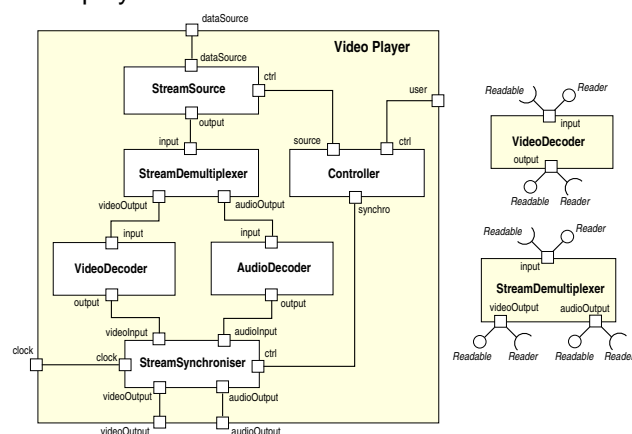 dataSource
Video Player
dataSource
StreamSource
ctrl
output
user
input
source
ctrl
StreamDemultiplexer
Controller
videoOutput
audioOutput
synchro
input
input
VideoDecoder
AudioDecoder
output
output
videoInput
audioInput
clock
clock
StreamSynchroniser
ctrl
videoOutput
audioOutput
videoOutput
audioOutput
Readable
Reader
input
VideoDecoder
output
Readable
Reader
Readable
Reader
input
StreamDemultiplexer
videoOutput
audioOutput
Readable
Reader
Readable
Reader